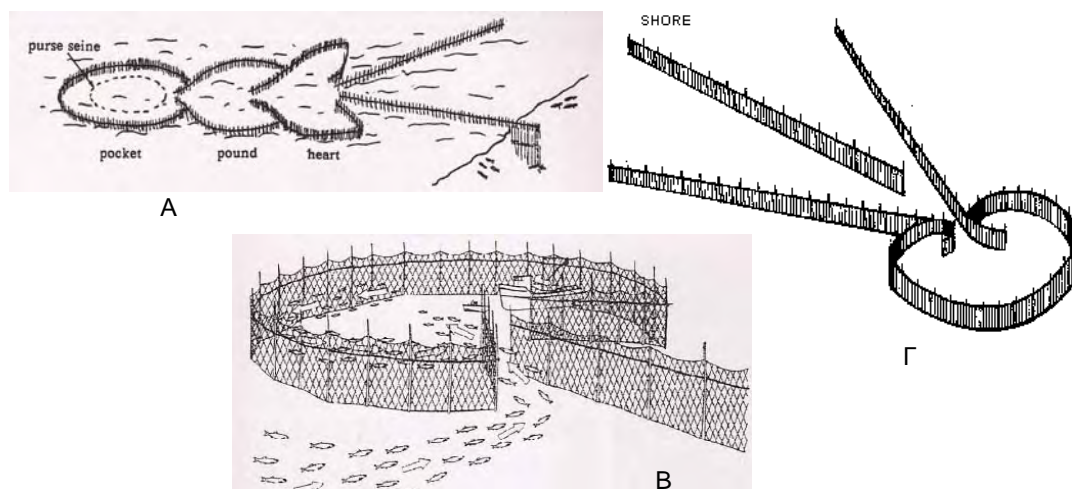 SHORE
purse seine
pocket
pound
heart
Α
Γ
Β